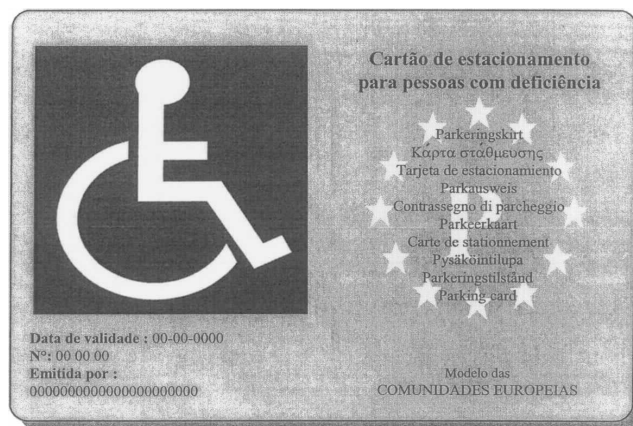 Cartão de estacionamento
para pessoas com deficiência
Parkeringskirt
Κάρτα στάθμευσης
Tarjeta de estacionamiento
Parkausweis
Contrassegno di parcheggio
Parkeerkaart
Carte de stationnement
Pysäköintilupa
Parkeringstilstånd
Parking card
P
Data de validade : 00-00-0000
Nº: 00 00 00
Emitida por :
0000000000000000000000
Modelo das
COMUNIDADES EUROPEIAS